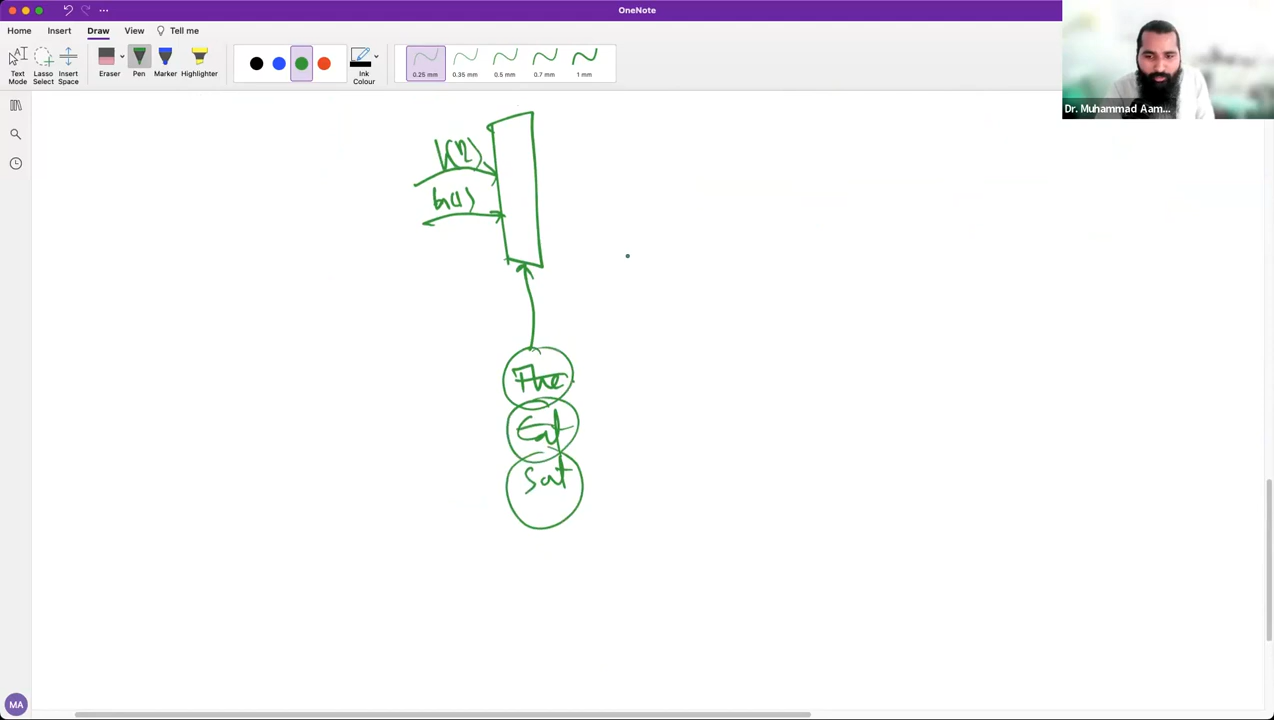 OneNote
Home Insert Draw View Tell me
Text Mode
Lasso Select
Insert Space
Eraser
Pen
Marker
Highlighter
Ink Colour
0.25 mm
0.35 mm
0.5 mm
0.7 mm
1 mm
Dr. Muhammad Aam...
The
Cat
Sat
MA